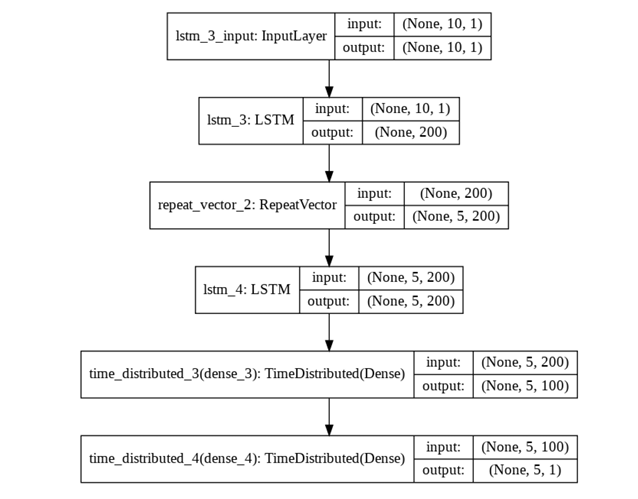 lstm_3_input: InputLayer
input: (None, 10, 1)
output: (None, 10, 1)
lstm_3: LSTM
input: (None, 10, 1)
output: (None, 200)
repeat_vector_2: RepeatVector
input: (None, 200)
output: (None, 5, 200)
lstm_4: LSTM
input: (None, 5, 200)
output: (None, 5, 200)
time_distributed_3(dense_3): TimeDistributed(Dense)
input: (None, 5, 200)
output: (None, 5, 100)
time_distributed_4(dense_4): TimeDistributed(Dense)
input: (None, 5, 100)
output: (None, 5, 1)